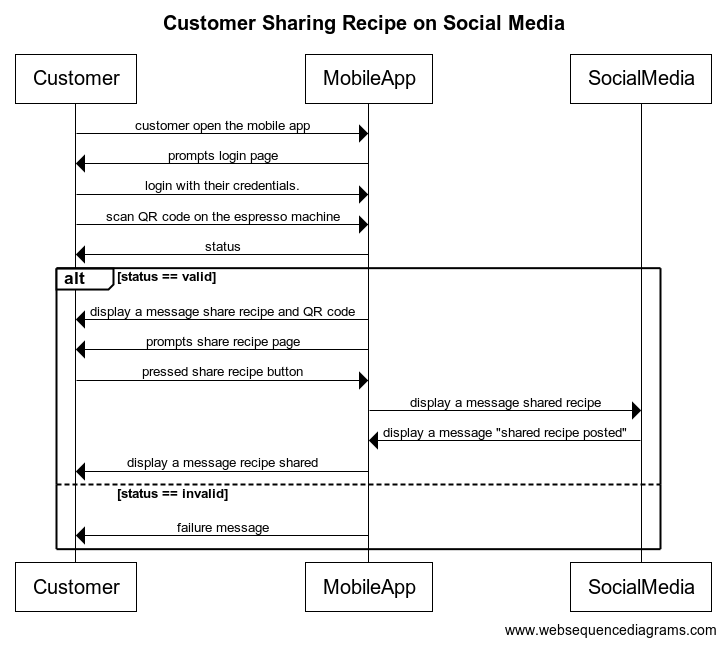 Customer Sharing Recipe on Social Media
Customer MobileApp SocialMedia
customer open the mobile app
prompts login page
login with their credentials.
scan QR code on the espresso machine
status
alt [status == valid]
display a message share recipe and QR code
prompts share recipe page
pressed share recipe button
display a message shared recipe
display a message "shared recipe posted"
display a message recipe shared
[status == invalid]
failure message
Customer MobileApp SocialMedia
www.websequencediagrams.com